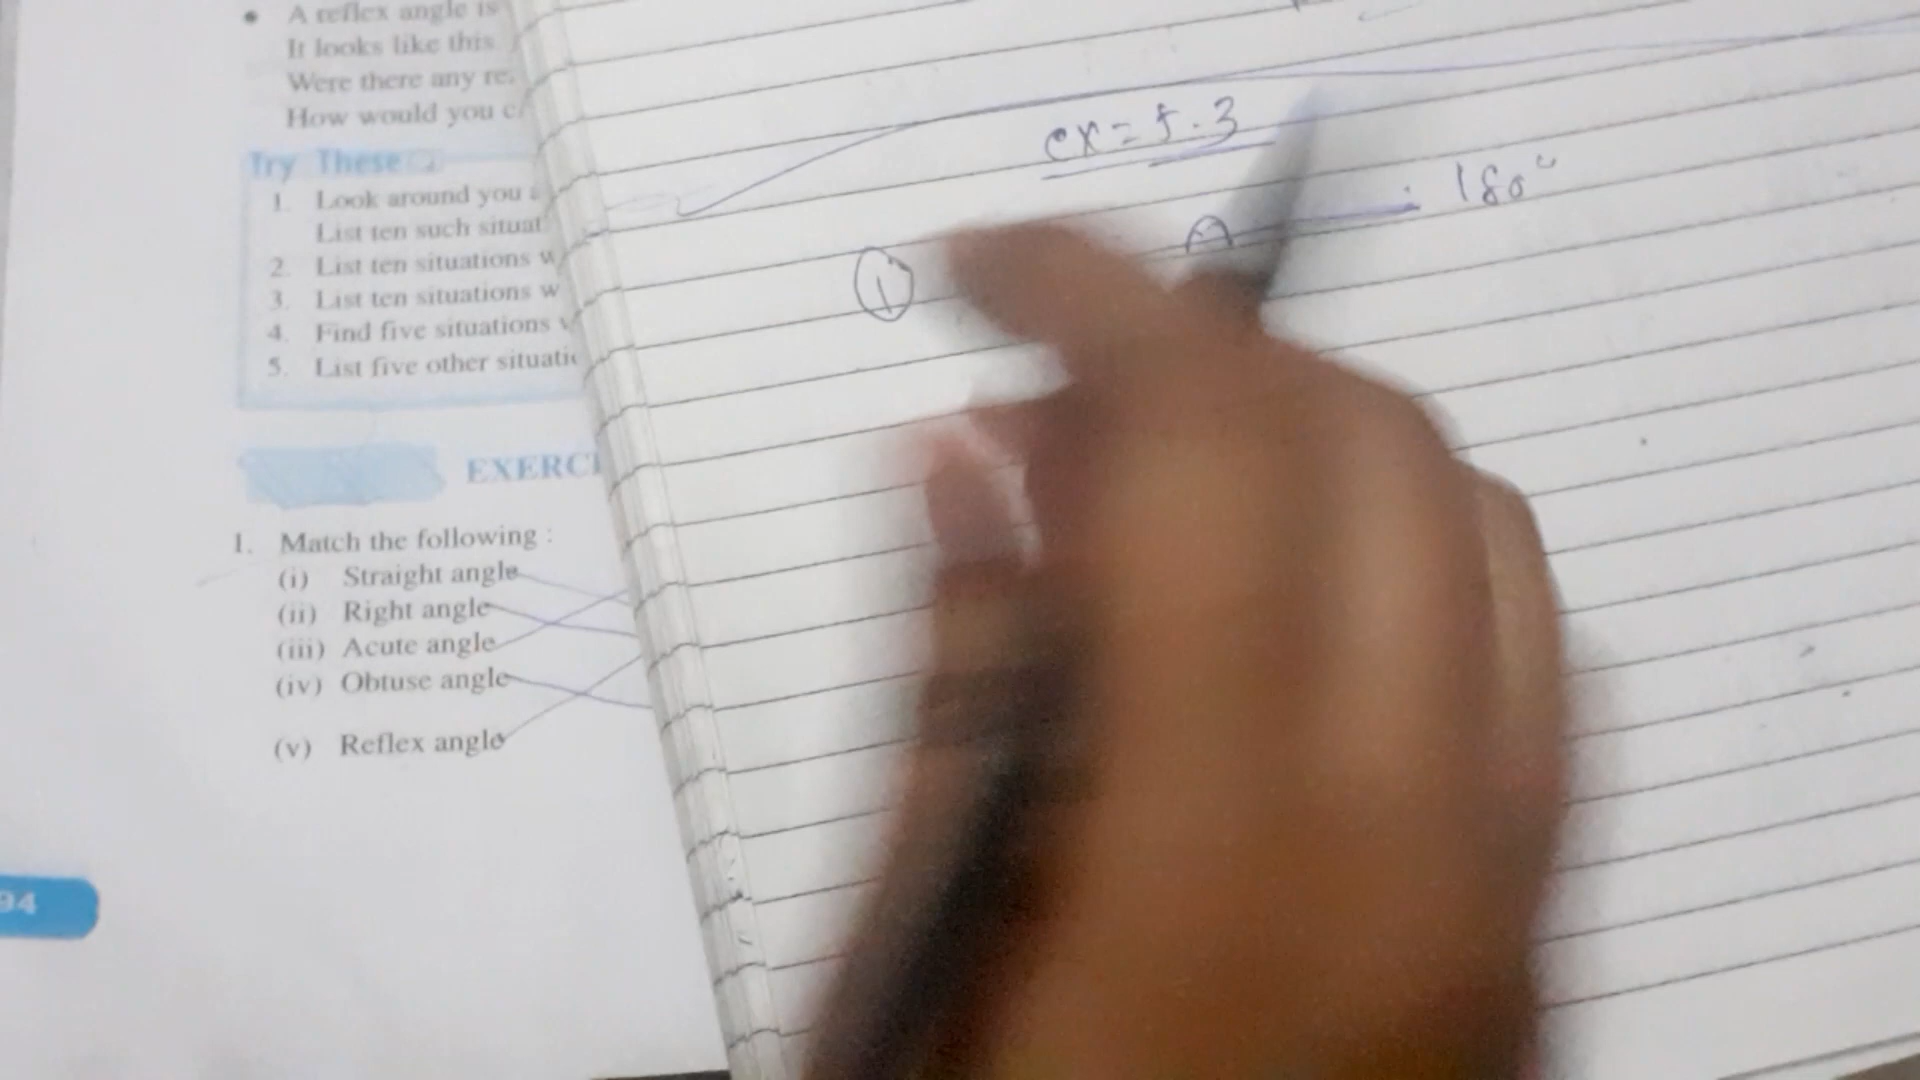 • A reflex angle is
It looks like this.
Were there any re
How would you c
Try These
1. Look around you a
List ten such situat
2. List ten situations w
3. List ten situations w
4. Find five situations w
5. List five other situatio
EXERCI
1. Match the following :
(i) Straight angle
(ii) Right angle
(iii) Acute angle
(iv) Obtuse angle
(v) Reflex angle
94
ex = 5.3
180°
1